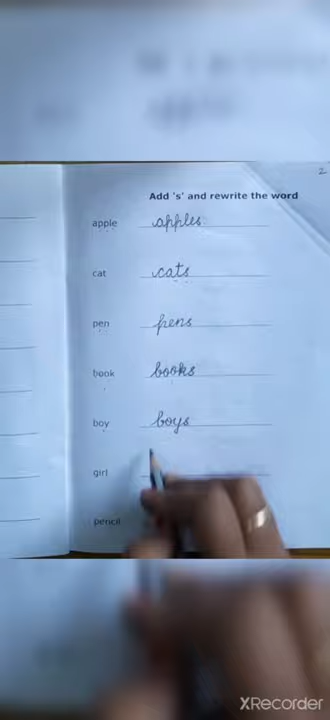 2
Add 's' and rewrite the word
apple apples
cat cats
pen pens
book books
boy boys
girl
pencil
XRecorder